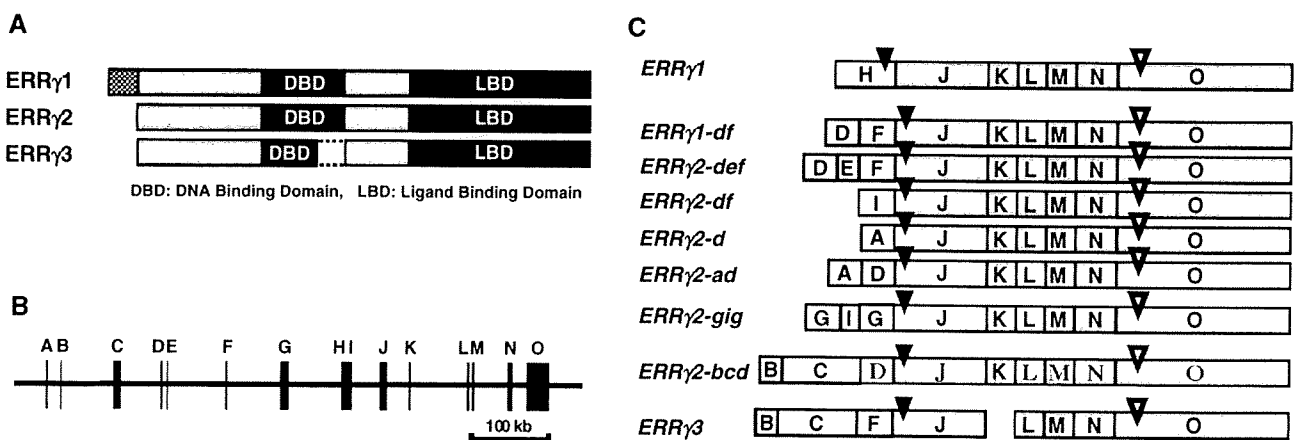 A
ERRγ1 DBD LBD
ERRγ2 DBD LBD
ERRγ3 DBD LBD
DBD: DNA Binding Domain, LBD: Ligand Binding Domain
B
A B C D E F G H I J K L M N O
100 kb
C
ERRγ1 H J K L M N O
ERRγ1-df D F J K L M N O
ERRγ2-def D E F J K L M N O
ERRγ2-df I J K L M N O
ERRγ2-d A J K L M N O
ERRγ2-ad A D J K L M N O
ERRγ2-gig G I G J K L M N O
ERRγ2-bcd B C D J K L M N O
ERRγ3 B C F J L M N O